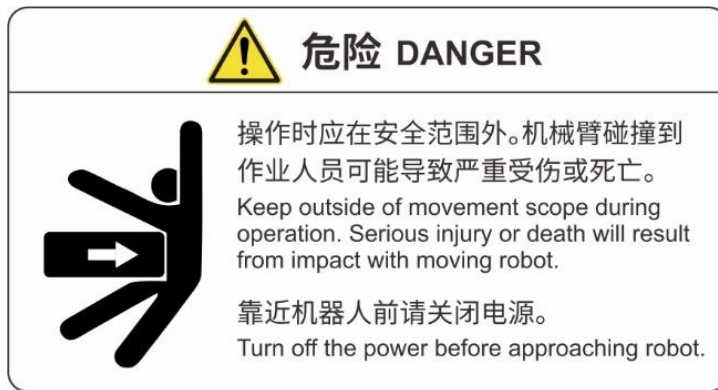 危险 DANGER
操作时应在安全范围外。机械臂碰撞到
作业人员可能导致严重受伤或死亡。
Keep outside of movement scope during
operation. Serious injury or death will result
from impact with moving robot.
靠近机器人前请关闭电源。
Turn off the power before approaching robot.